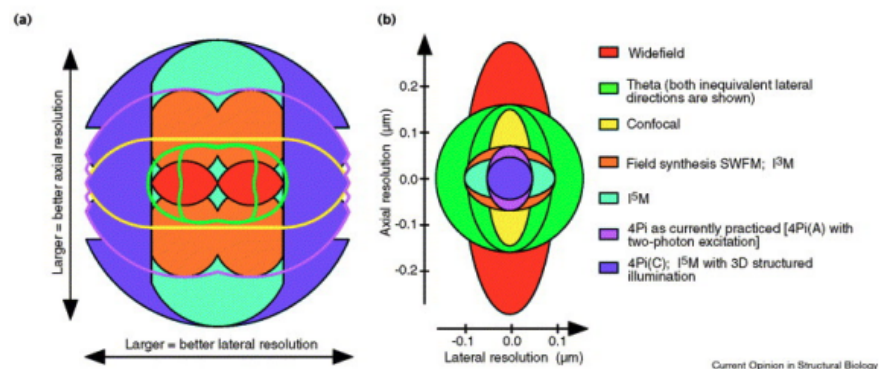 (a)
Larger = better axial resolution
Larger = better lateral resolution
(b)
Axial resolution (μm)
0.2
0.1
0.0
-0.1
-0.2
-0.1
0.0
0.1
Lateral resolution (μm)
Widefield
Theta (both inequivalent lateral
directions are shown)
Confocal
Field synthesis SWFM; I³M
I⁵M
4Pi as currently practiced [4Pi(A) with
two-photon excitation]
4Pi(C); I⁵M with 3D structured
illumination
Current Opinion in Structural Biology